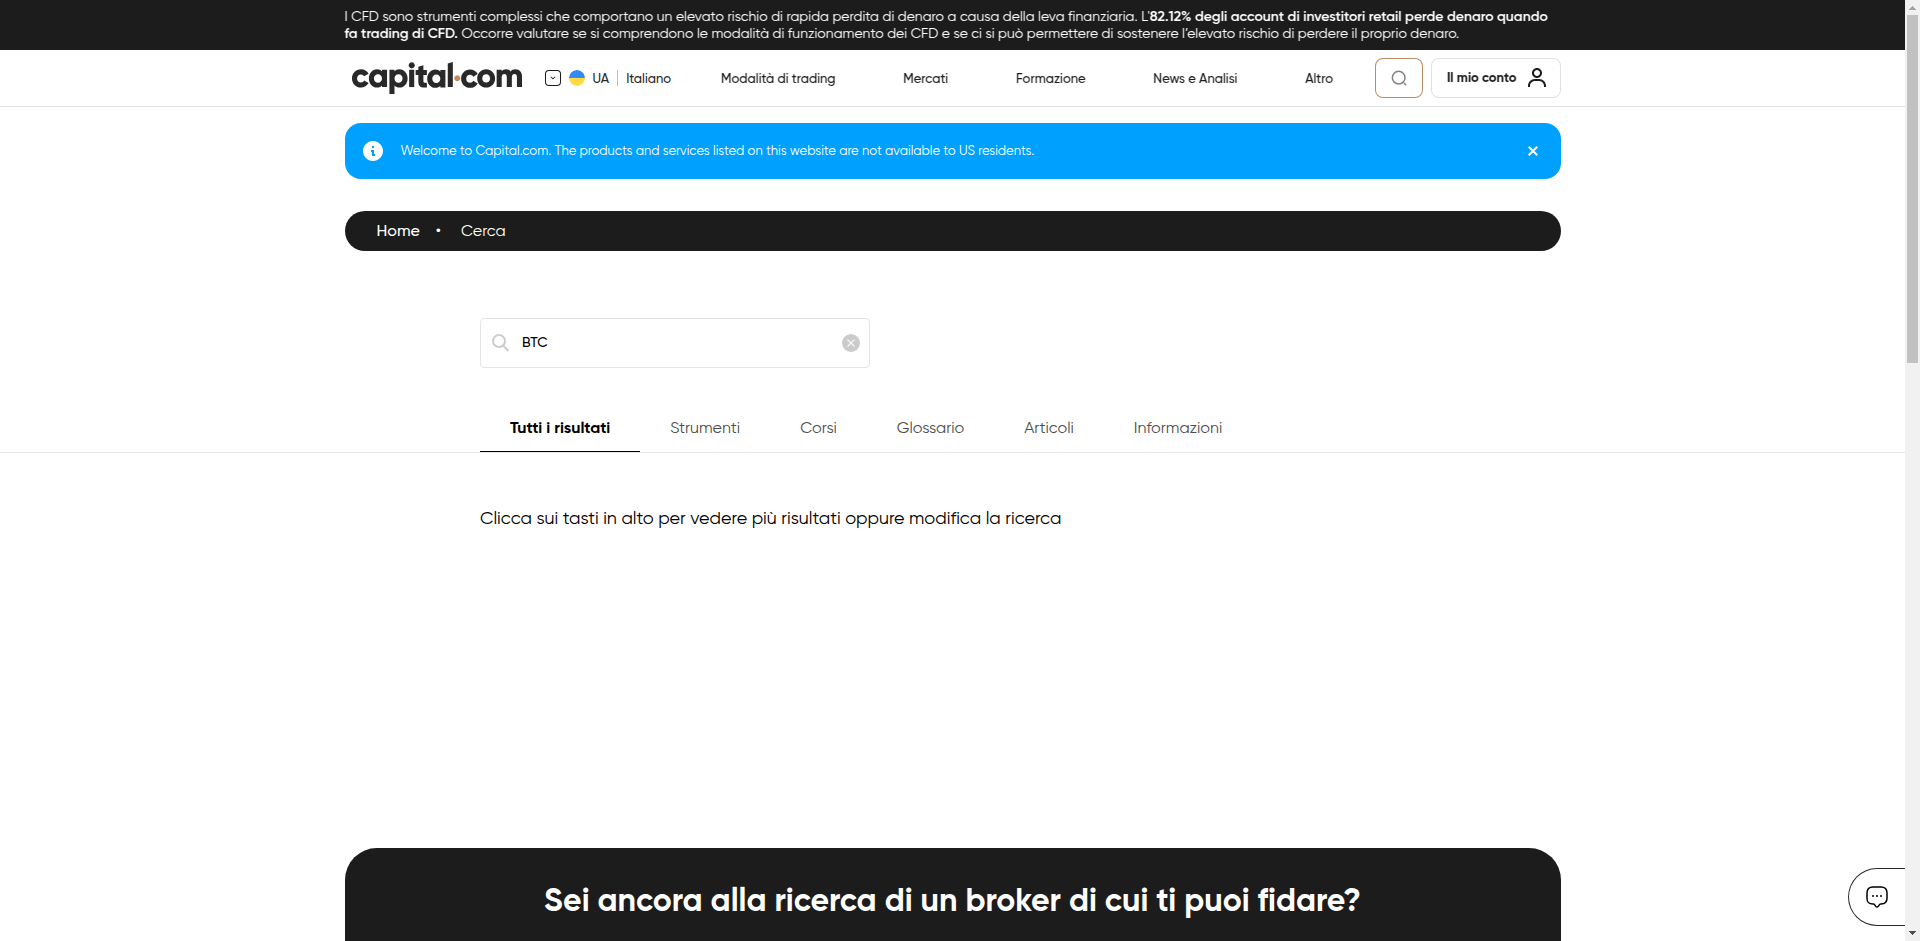 I CFD sono strumenti complessi che comportano un elevato rischio di rapida perdita di denaro a causa della leva finanziaria. L'82.12% degli account di investitori retail perde denaro quando
fa trading di CFD. Occorre valutare se si comprendono le modalità di funzionamento dei CFD e se ci si può permettere di sostenere l'elevato rischio di perdere il proprio denaro.
capital.com UA Italiano Modalità di trading Mercati Formazione News e Analisi Altro Il mio conto
Welcome to Capital.com. The products and services listed on this website are not available to US residents.
Home • Cerca
BTC
Tutti i risultati Strumenti Corsi Glossario Articoli Informazioni
Clicca sui tasti in alto per vedere più risultati oppure modifica la ricerca
Sei ancora alla ricerca di un broker di cui ti puoi fidare?